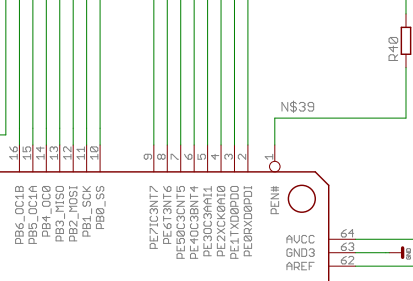 R40
N$39
16 15 14 13 12 11 10 9 8 7 6 5 4 3 2 1
PB6_OC1B
PB5_OC1A
PB4_OC0
PB3_MISO
PB2_MOSI
PB1_SCK
PB0_SS
PE7IC3NT7
PE6T3NT6
PE5OC3CNT5
PE4OC3BNT4
PE3OC3AAI1
PE2XCK0AI0
PE1TXD0PDO
PE0RXD0PDI
PEN#
AVCC 64
GND3 63
GND
AREF 62